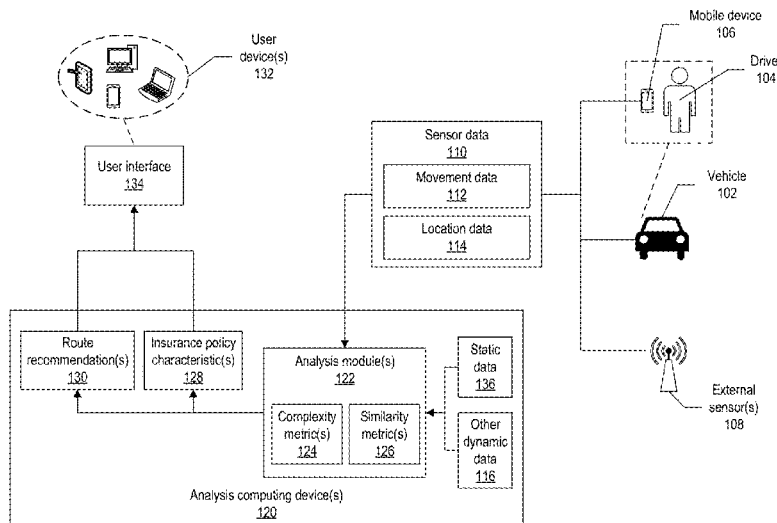 User
device(s)
132
Mobile device
106
Drive
104
Sensor data
110
Movement data
112
Location data
114
User interface
134
Vehicle
102
Route
recommendation(s)
130
Insurance policy
characteristic(s)
128
Analysis module(s)
122
Static
data
136
Complexity
metric(s)
124
Similarity
metric(s)
126
Other
dynamic
data
116
External
sensor(s)
108
Analysis computing device(s)
120